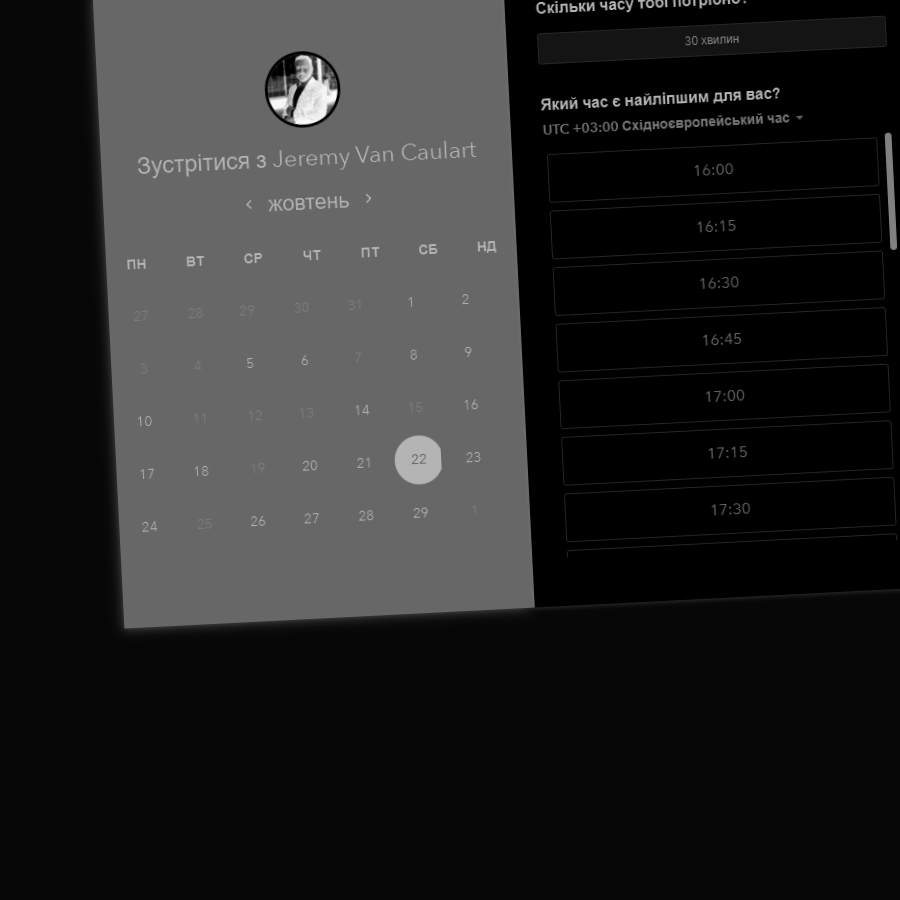 Зустрітися з Jeremy Van Caulart
жовтень
ПН ВТ СР ЧТ ПТ СБ НД
27 28 29 30 31 1 2
3 4 5 6 7 8 9
10 11 12 13 14 15 16
17 18 19 20 21 22 23
24 25 26 27 28 29 1
Скільки часу тобі потрібно?
30 хвилин
Який час є найліпшим для вас?
UTC +03:00 Східноєвропейський час
16:00
16:15
16:30
16:45
17:00
17:15
17:30